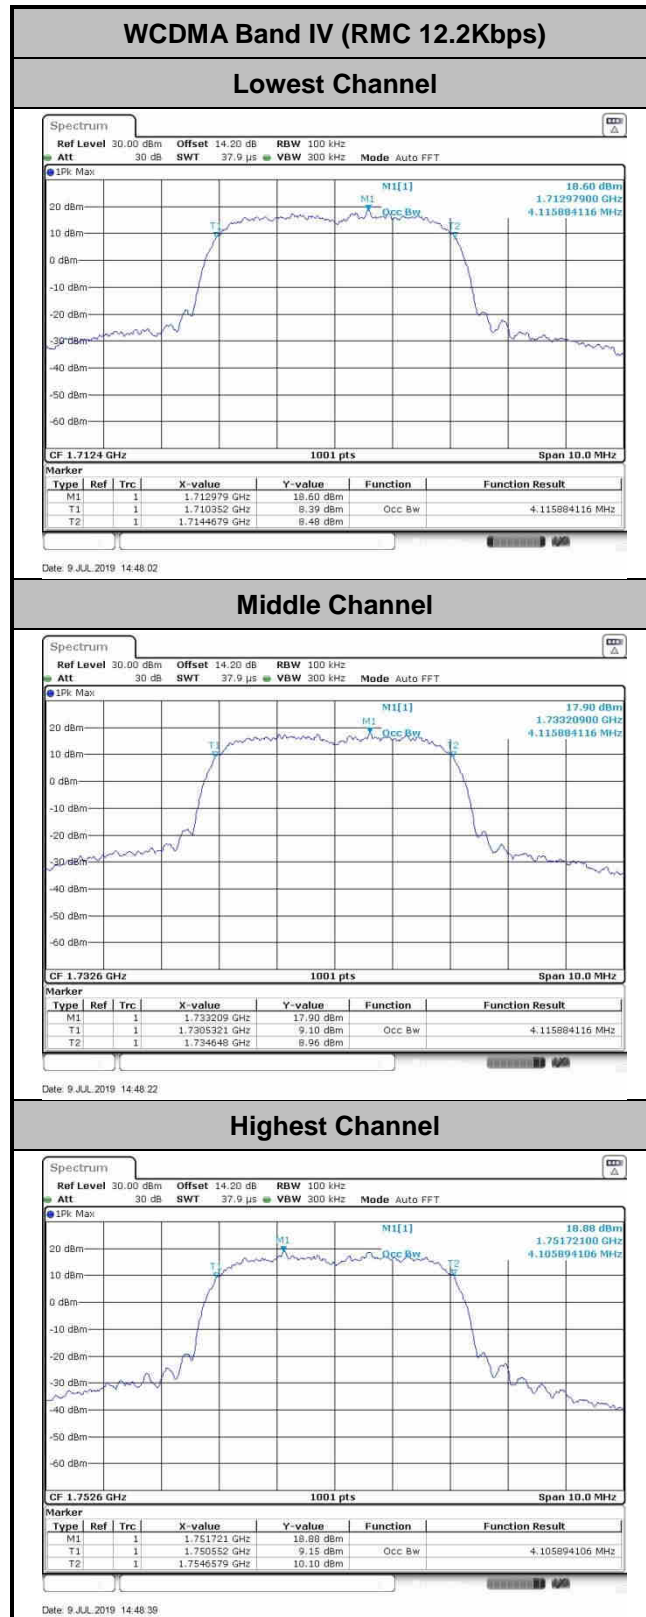 WCDMA Band IV (RMC 12.2Kbps)
Lowest Channel
Spectrum
Ref Level 30.00 dBm Offset 14.20 dB RBW 100 kHz
Att 30 dB SWT 37.9 µs VBW 300 kHz Mode Auto FFT
1Pk Max
M1[1] 18.60 dBm
1.71297900 GHz
Occ Bw 4.115884116 MHz
M1
T1
T2
20 dBm
10 dBm
0 dBm
-10 dBm
-20 dBm
-30 dBm
-40 dBm
-50 dBm
-60 dBm
CF 1.7124 GHz 1001 pts Span 10.0 MHz
Marker
Type Ref Trc X-value Y-value Function Function Result
M1 1 1.712979 GHz 18.60 dBm
T1 1 1.710352 GHz 8.39 dBm Occ Bw 4.115884116 MHz
T2 1 1.7144679 GHz 8.48 dBm
Date: 9.JUL.2019 14:48:02
Middle Channel
Spectrum
Ref Level 30.00 dBm Offset 14.20 dB RBW 100 kHz
Att 30 dB SWT 37.9 µs VBW 300 kHz Mode Auto FFT
1Pk Max
M1[1] 17.90 dBm
1.73320900 GHz
Occ Bw 4.115884116 MHz
M1
T1
T2
20 dBm
10 dBm
0 dBm
-10 dBm
-20 dBm
-30 dBm
-40 dBm
-50 dBm
-60 dBm
CF 1.7326 GHz 1001 pts Span 10.0 MHz
Marker
Type Ref Trc X-value Y-value Function Function Result
M1 1 1.733209 GHz 17.90 dBm
T1 1 1.7305321 GHz 9.10 dBm Occ Bw 4.115884116 MHz
T2 1 1.734648 GHz 8.96 dBm
Date: 9.JUL.2019 14:48:22
Highest Channel
Spectrum
Ref Level 30.00 dBm Offset 14.20 dB RBW 100 kHz
Att 30 dB SWT 37.9 µs VBW 300 kHz Mode Auto FFT
1Pk Max
M1[1] 18.88 dBm
1.75172100 GHz
Occ Bw 4.105894106 MHz
M1
T1
T2
20 dBm
10 dBm
0 dBm
-10 dBm
-20 dBm
-30 dBm
-40 dBm
-50 dBm
-60 dBm
CF 1.7526 GHz 1001 pts Span 10.0 MHz
Marker
Type Ref Trc X-value Y-value Function Function Result
M1 1 1.751721 GHz 18.88 dBm
T1 1 1.750552 GHz 9.15 dBm Occ Bw 4.105894106 MHz
T2 1 1.7546579 GHz 10.10 dBm
Date: 9.JUL.2019 14:48:39